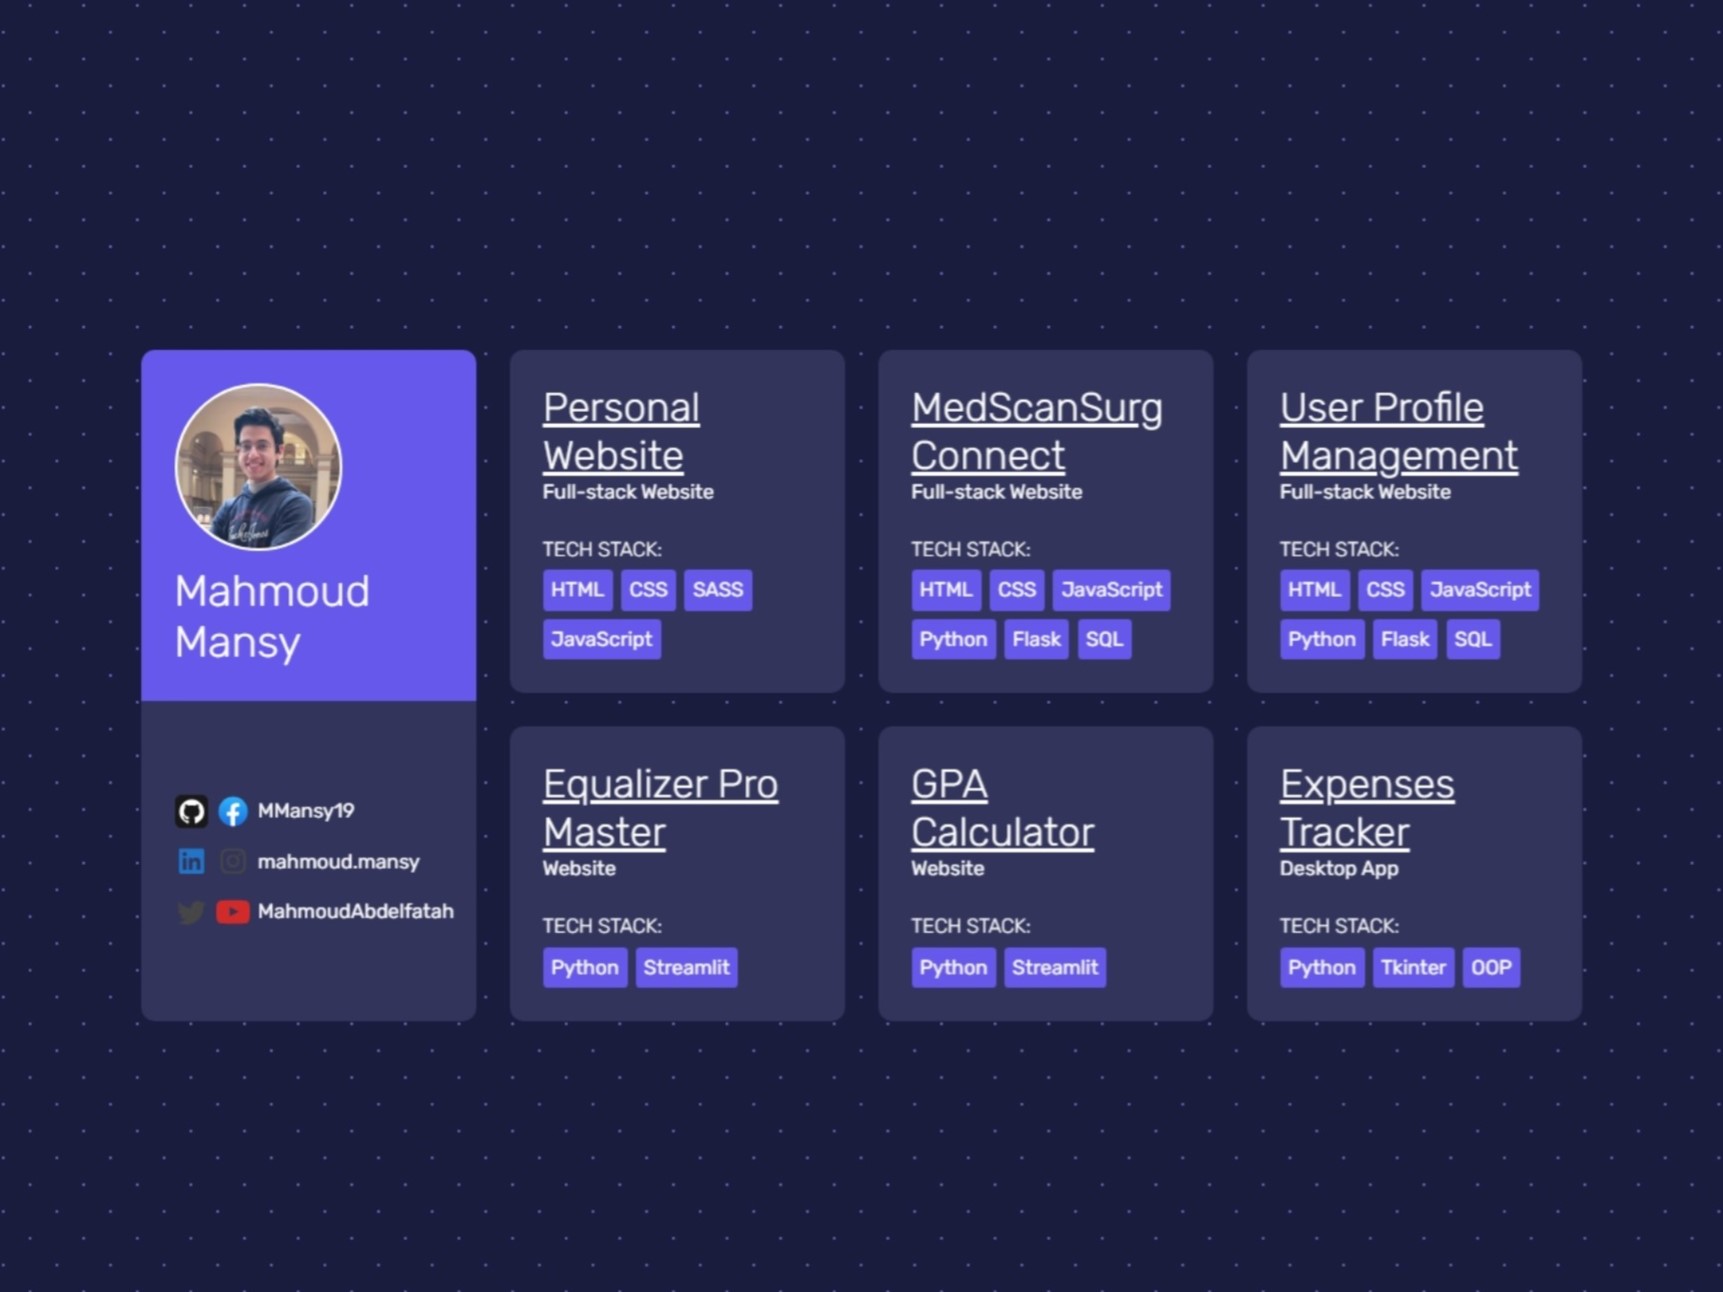 Mahmoud
Mansy
MMansy19
mahmoud.mansy
MahmoudAbdelfatah
Personal
Website
Full-stack Website
TECH STACK:
HTML CSS SASS
JavaScript
MedScanSurg
Connect
Full-stack Website
TECH STACK:
HTML CSS JavaScript
Python Flask SQL
User Profile
Management
Full-stack Website
TECH STACK:
HTML CSS JavaScript
Python Flask SQL
Equalizer Pro
Master
Website
TECH STACK:
Python Streamlit
GPA
Calculator
Website
TECH STACK:
Python Streamlit
Expenses
Tracker
Desktop App
TECH STACK:
Python Tkinter OOP